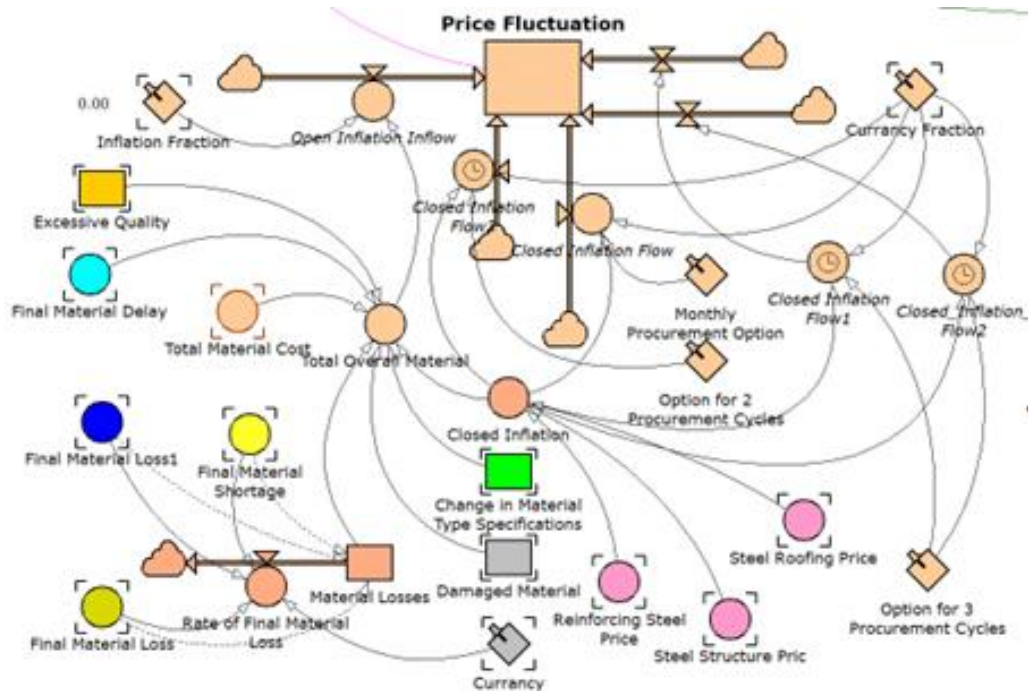 Price Fluctuation
0.00
Inflation Fraction
Open Inflation Inflow
Currancy Fraction
Excessive Quality
Closed Inflation
Closed Inflation Flow
Final Material Delay
Monthly
Procurement Option
Closed Inflation
Flow1
Closed_Inflation_
Flow2
Total Material Cost
Total Overall Material
Option for 2
Procurement Cycles
Closed Inflation
Final Material Loss1
Final Material
Shortage
Change in Material
Type Specifications
Steel Roofing Price
Material Losses
Damaged Material
Rate of Final Material
Loss
Final Material Loss
Reinforcing Steel
Price
Steel Structure Pric
Option for 3
Procurement Cycles
Currancy